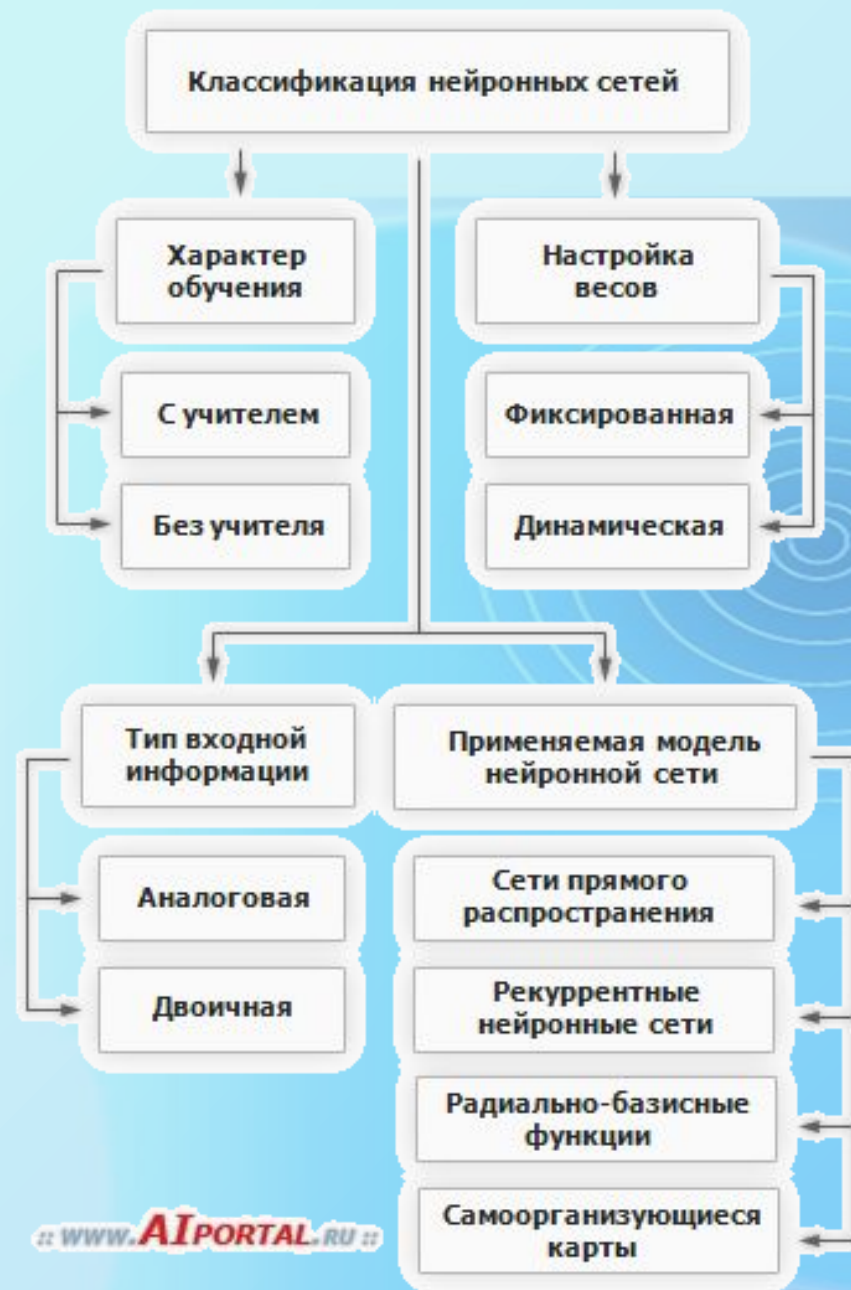 Классификация нейронных сетей
Характер
обучения
Настройка
весов
С учителем
Фиксированная
Без учителя
Динамическая
Тип входной
информации
Применяемая модель
нейронной сети
Аналоговая
Сети прямого
распространения
Двоичная
Рекуррентные
нейронные сети
Радиально-базисные
функции
Самоорганизующиеся
карты
:: www.AIPORTAL.RU ::